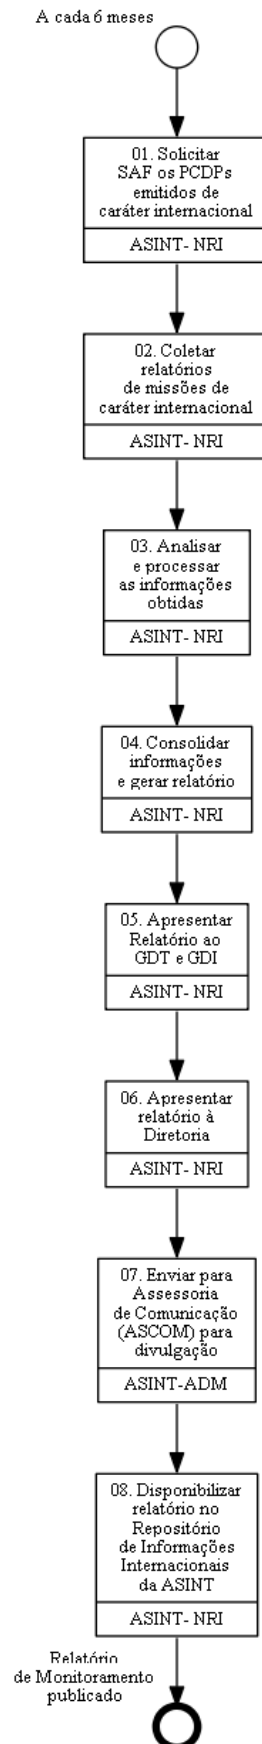 A cada 6 meses
01. Solicitar
SAF os PCDPs
emitidos de
caráter internacional
ASINT- NRI
02. Coletar
relatórios
de missões de
caráter internacional
ASINT- NRI
03. Analisar
e processar
as informações
obtidas
ASINT- NRI
04. Consolidar
informações
e gerar relatório
ASINT- NRI
05. Apresentar
Relatório ao
GDT e GDI
ASINT- NRI
06. Apresentar
relatório à
Diretoria
ASINT- NRI
07. Enviar para
Assessoria
de Comunicação
(ASCOM) para
divulgação
ASINT-ADM
08. Disponibilizar
relatório no
Repositório
de Informações
Internacionais
da ASINT
ASINT- NRI
Relatório
de Monitoramento
publicado